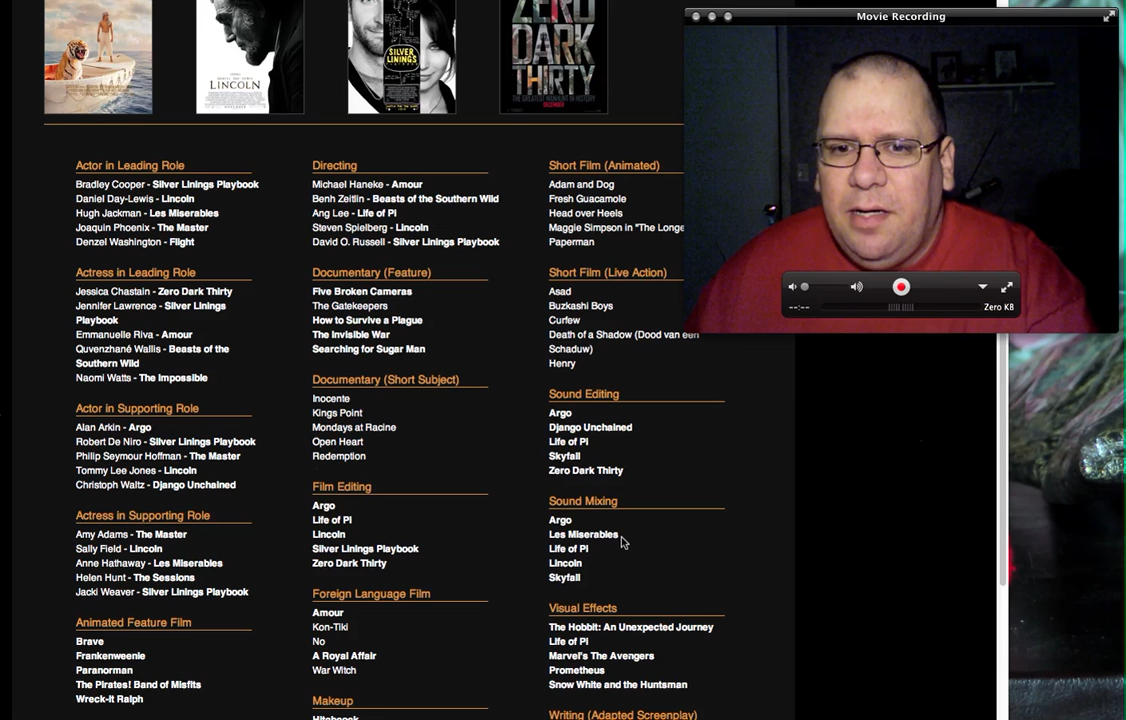 Movie Recording
LINCOLN
SILVER
LININGS
ZERO
DARK
THIRTY
THE GREATEST MANHUNT IN HISTORY
DECEMBER
Actor in Leading Role
Bradley Cooper - Silver Linings Playbook
Daniel Day-Lewis - Lincoln
Hugh Jackman - Les Miserables
Joaquin Phoenix - The Master
Denzel Washington - Flight
Actress in Leading Role
Jessica Chastain - Zero Dark Thirty
Jennifer Lawrence - Silver Linings
Playbook
Emmanuelle Riva - Amour
Quvenzhané Wallis - Beasts of the
Southern Wild
Naomi Watts - The Impossible
Actor in Supporting Role
Alan Arkin - Argo
Robert De Niro - Silver Linings Playbook
Philip Seymour Hoffman - The Master
Tommy Lee Jones - Lincoln
Christoph Waltz - Django Unchained
Actress in Supporting Role
Amy Adams - The Master
Sally Field - Lincoln
Anne Hathaway - Les Miserables
Helen Hunt - The Sessions
Jacki Weaver - Silver Linings Playbook
Animated Feature Film
Brave
Frankenweenie
Paranorman
The Pirates! Band of Misfits
Wreck-It Ralph
Directing
Michael Haneke - Amour
Benh Zeitlin - Beasts of the Southern Wild
Ang Lee - Life of Pi
Steven Spielberg - Lincoln
David O. Russell - Silver Linings Playbook
Documentary (Feature)
Five Broken Cameras
The Gatekeepers
How to Survive a Plague
The Invisible War
Searching for Sugar Man
Documentary (Short Subject)
Inocente
Kings Point
Mondays at Racine
Open Heart
Redemption
Film Editing
Argo
Life of Pi
Lincoln
Silver Linings Playbook
Zero Dark Thirty
Foreign Language Film
Amour
Kon-Tiki
No
A Royal Affair
War Witch
Makeup
Hitchcock
Short Film (Animated)
Adam and Dog
Fresh Guacamole
Head over Heels
Maggie Simpson in "The Longe
Paperman
Short Film (Live Action)
Asad
Buzkashi Boys
Curfew
Death of a Shadow (Dood van een
Schaduw)
Henry
Sound Editing
Argo
Django Unchained
Life of Pi
Skyfall
Zero Dark Thirty
Sound Mixing
Argo
Les Miserables
Life of Pi
Lincoln
Skyfall
Visual Effects
The Hobbit: An Unexpected Journey
Life of Pi
Marvel's The Avengers
Prometheus
Snow White and the Huntsman
Writing (Adapted Screenplay)
--:--
Zero KB